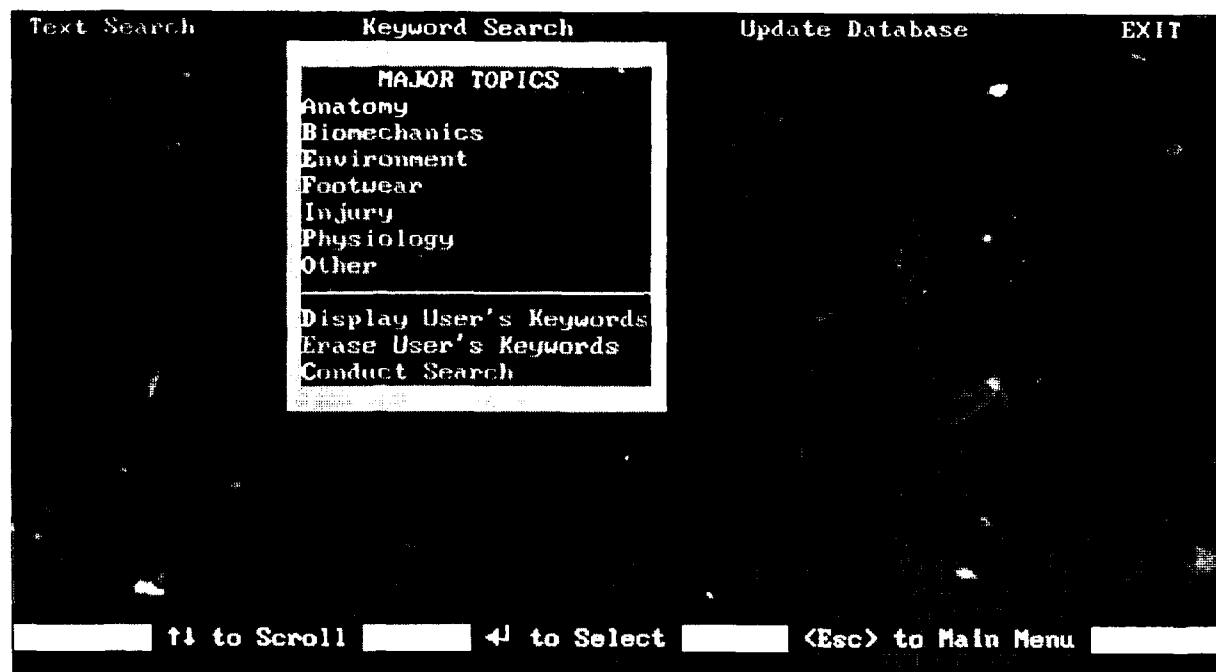 Text Search Keyword Search Update Database EXIT
MAJOR TOPICS
Anatomy
Biomechanics
Environment
Footwear
Injury
Physiology
Other
Display User's Keywords
Erase User's Keywords
Conduct Search
↑↓ to Scroll ↵ to Select <Esc> to Main Menu